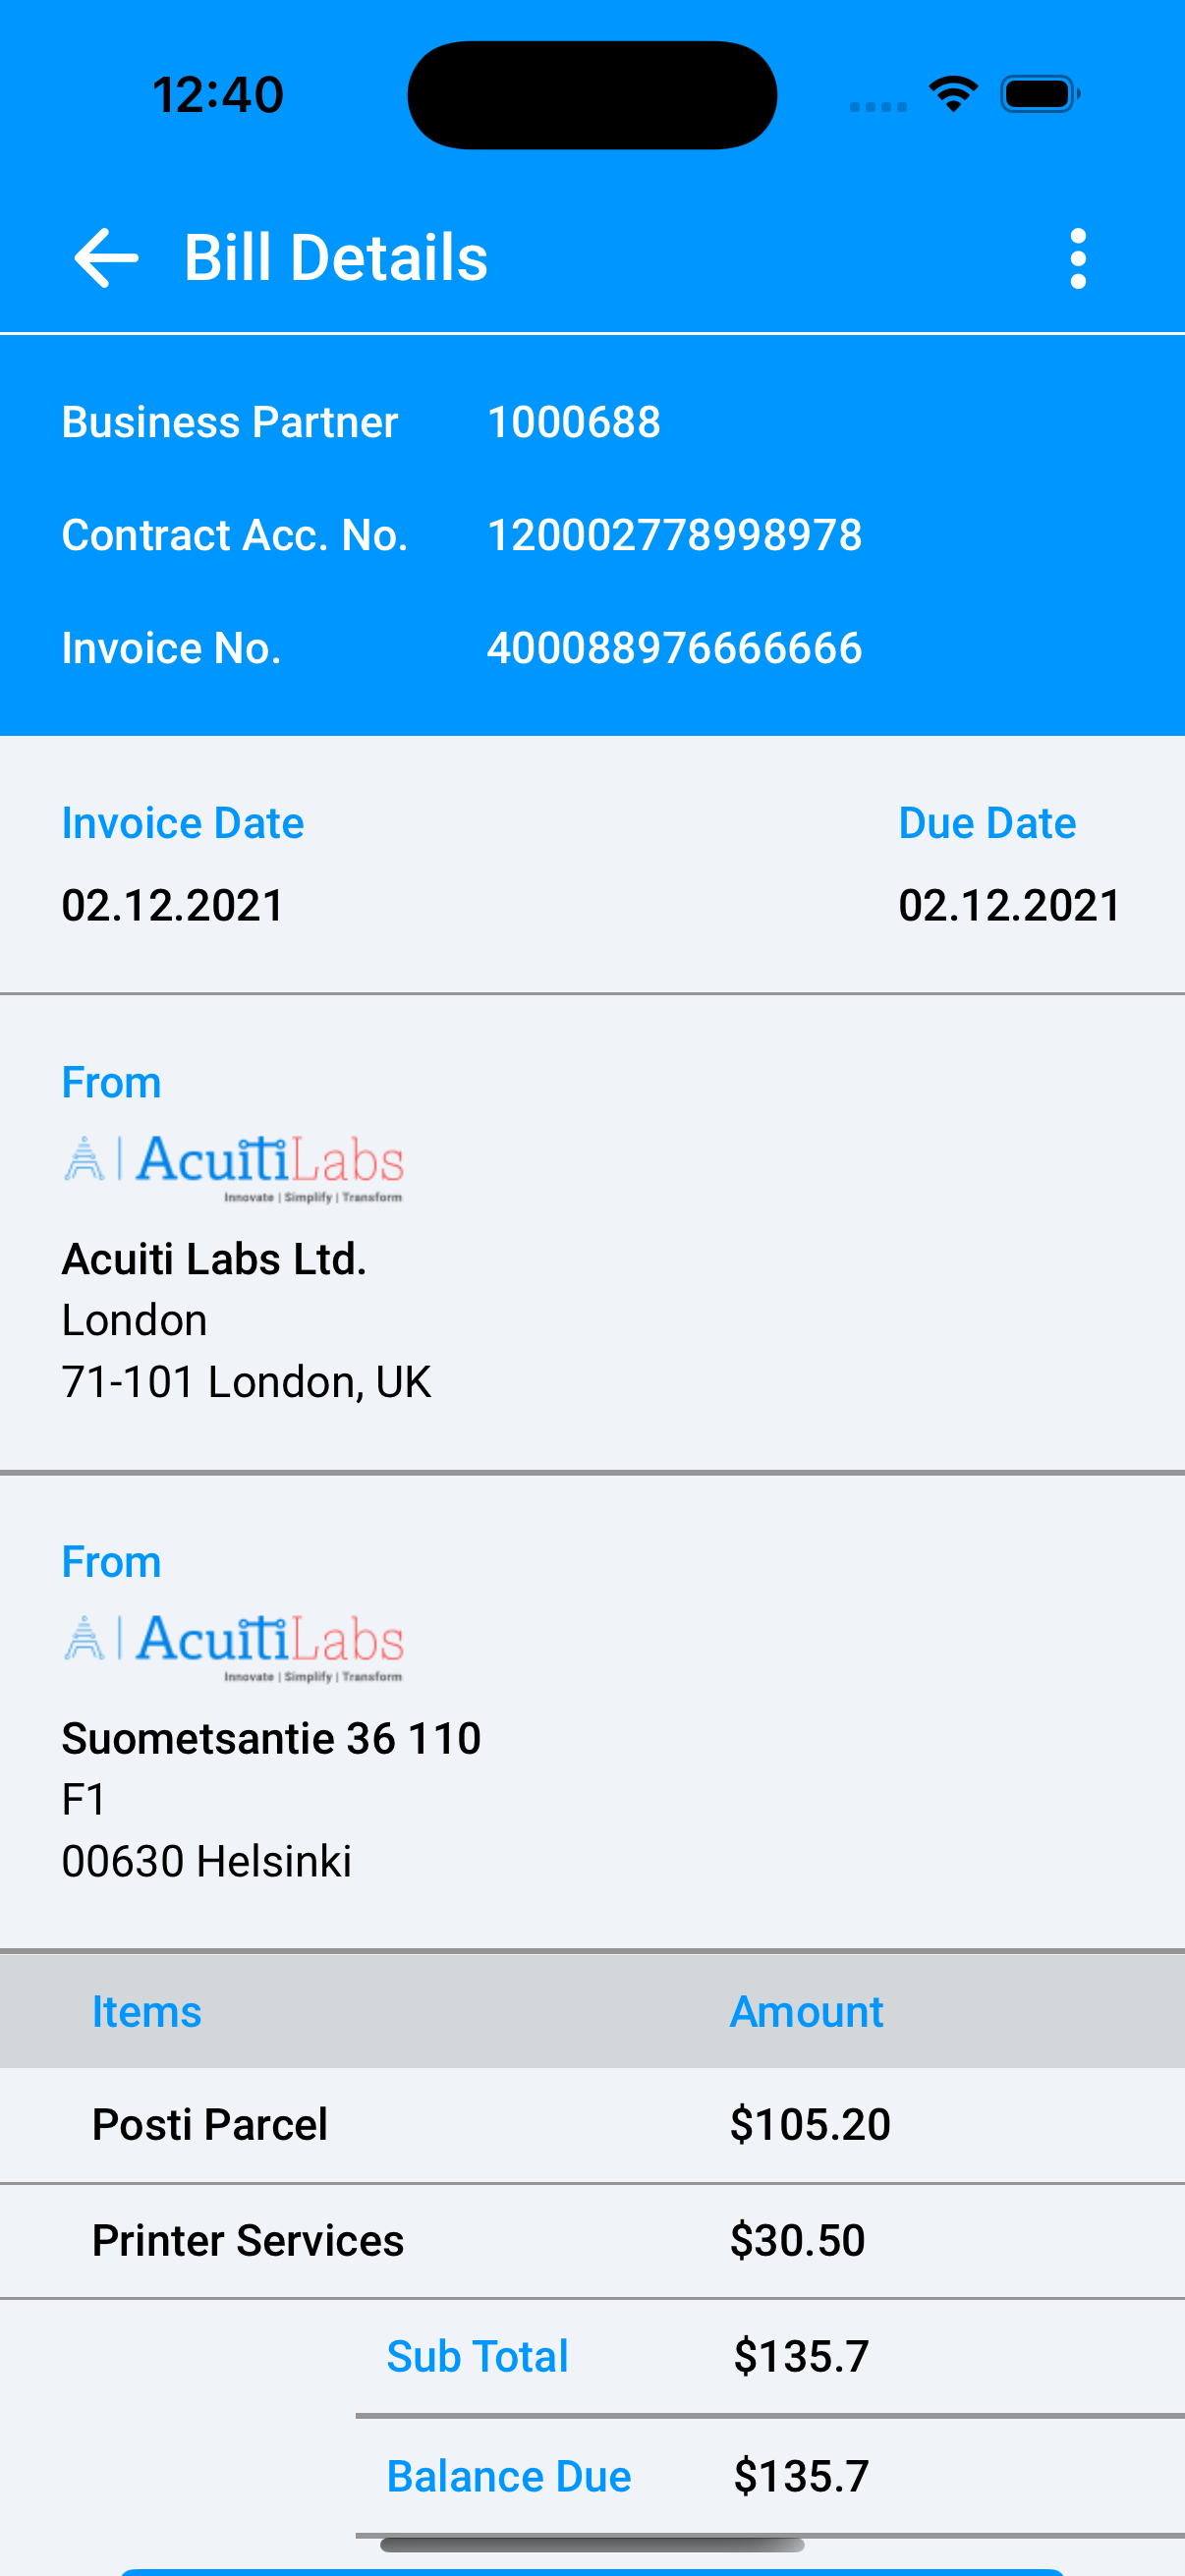 12:40
Bill Details
Business Partner 1000688
Contract Acc. No. 120002778998978
Invoice No. 400088976666666
Invoice Date Due Date
02.12.2021 02.12.2021
From
A | AcuitiLabs
Innovate | Simplify | Transform
Acuiti Labs Ltd.
London
71-101 London, UK
From
A | AcuitiLabs
Innovate | Simplify | Transform
Suometsantie 36 110
F1
00630 Helsinki
Items Amount
Posti Parcel $105.20
Printer Services $30.50
Sub Total $135.7
Balance Due $135.7